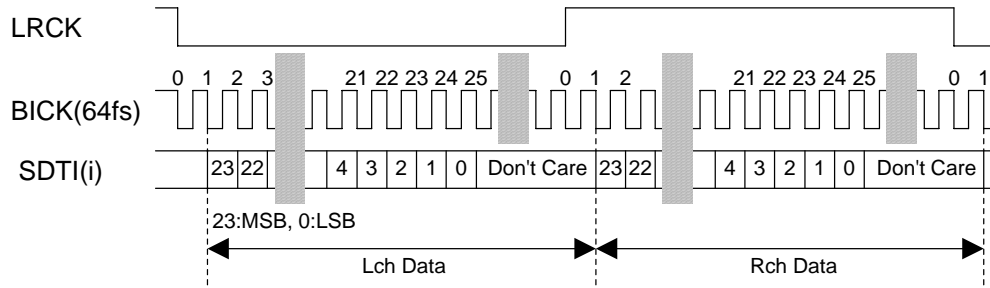 LRCK
0 1 2 3 21 22 23 24 25 0 1 2 21 22 23 24 25 0 1
BICK(64fs)
SDTI(i) 23 22 4 3 2 1 0 Don't Care 23 22 4 3 2 1 0 Don't Care
23:MSB, 0:LSB
Lch Data Rch Data